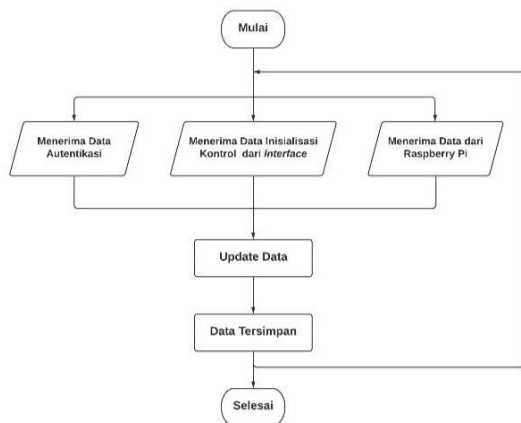 Mulai
Menerima Data
Autentikasi
Menerima Data Inisialisasi
Kontrol dari Interface
Menerima Data dari
Raspberry Pi
Update Data
Data Tersimpan
Selesai